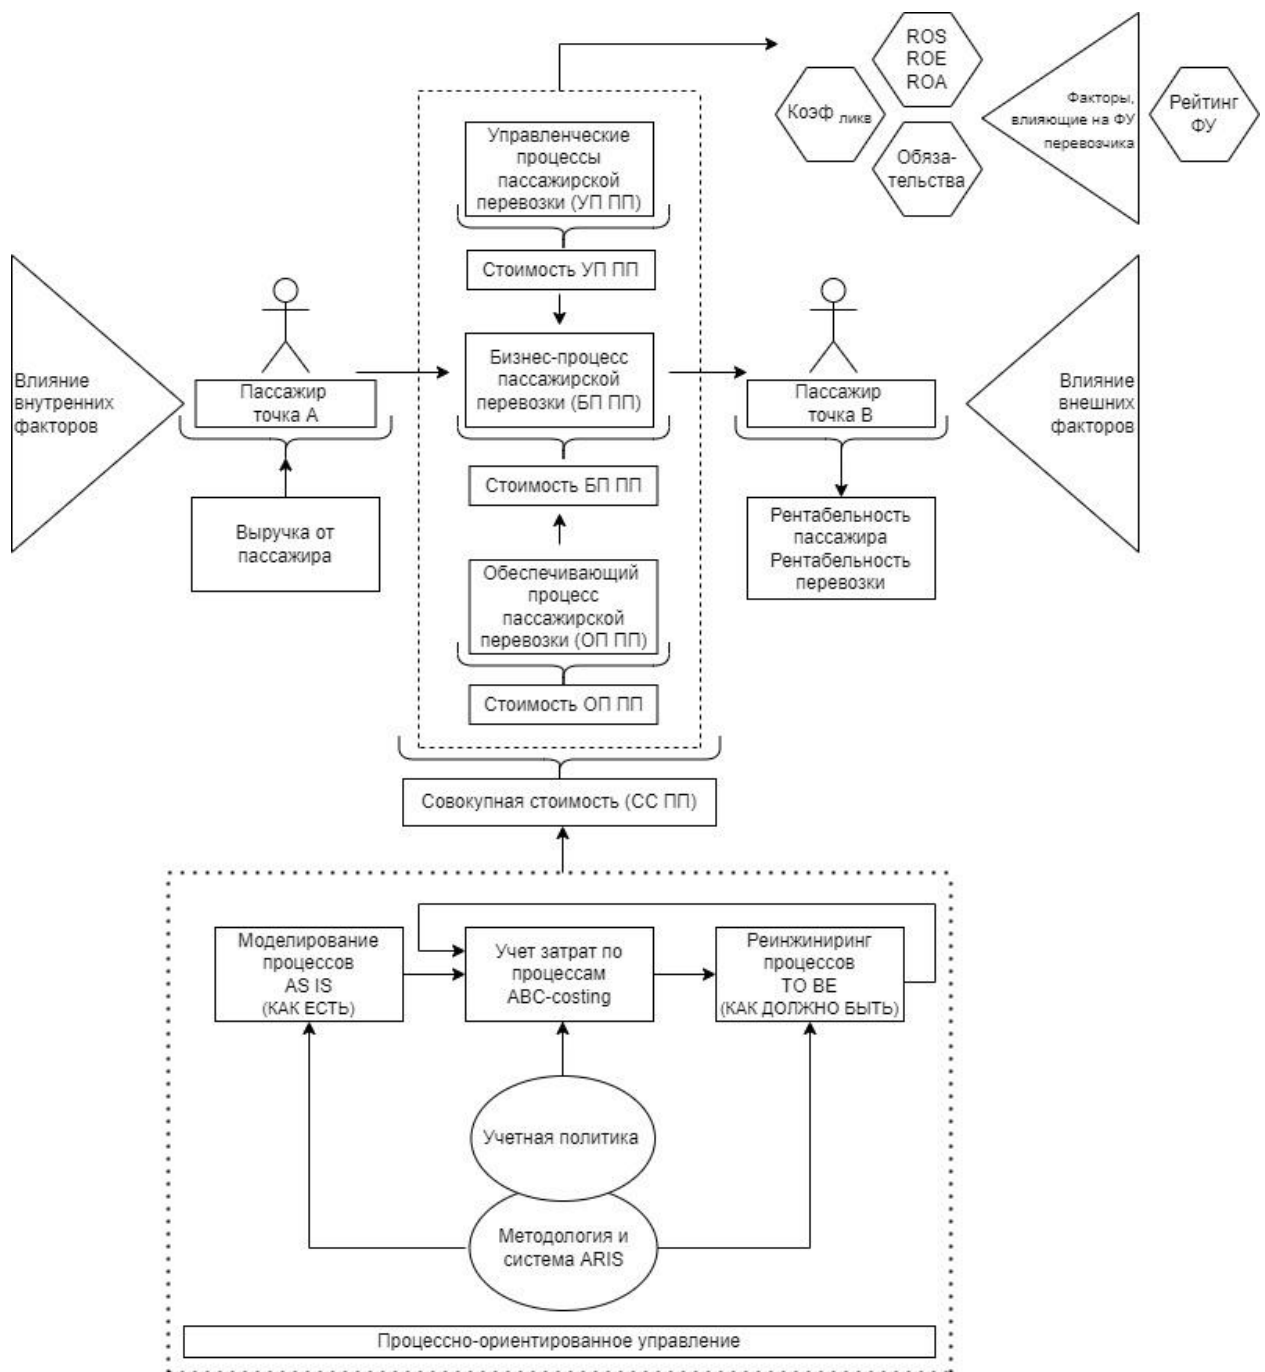 ROS
ROE
ROA
Коэф ликв
Обяза-
тельства
Факторы,
влияющие на ФУ
перевозчика
Рейтинг
ФУ
Управленческие
процессы
пассажирской
перевозки (УП ПП)
Стоимость УП ПП
Влияние
внутренних
факторов
Пассажир
точка А
Бизнес-процесс
пассажирской
перевозки (БП ПП)
Пассажир
точка В
Влияние
внешних
факторов
Стоимость БП ПП
Выручка от
пассажира
Рентабельность
пассажира
Рентабельность
перевозки
Обеспечивающий
процесс
пассажирской
перевозки (ОП ПП)
Стоимость ОП ПП
Совокупная стоимость (СС ПП)
Моделирование
процессов
AS IS
(КАК ЕСТЬ)
Учет затрат по
процессам
ABC-costing
Реинжиниринг
процессов
TO BE
(КАК ДОЛЖНО БЫТЬ)
Учетная политика
Методология и
система ARIS
Процессно-ориентированное управление